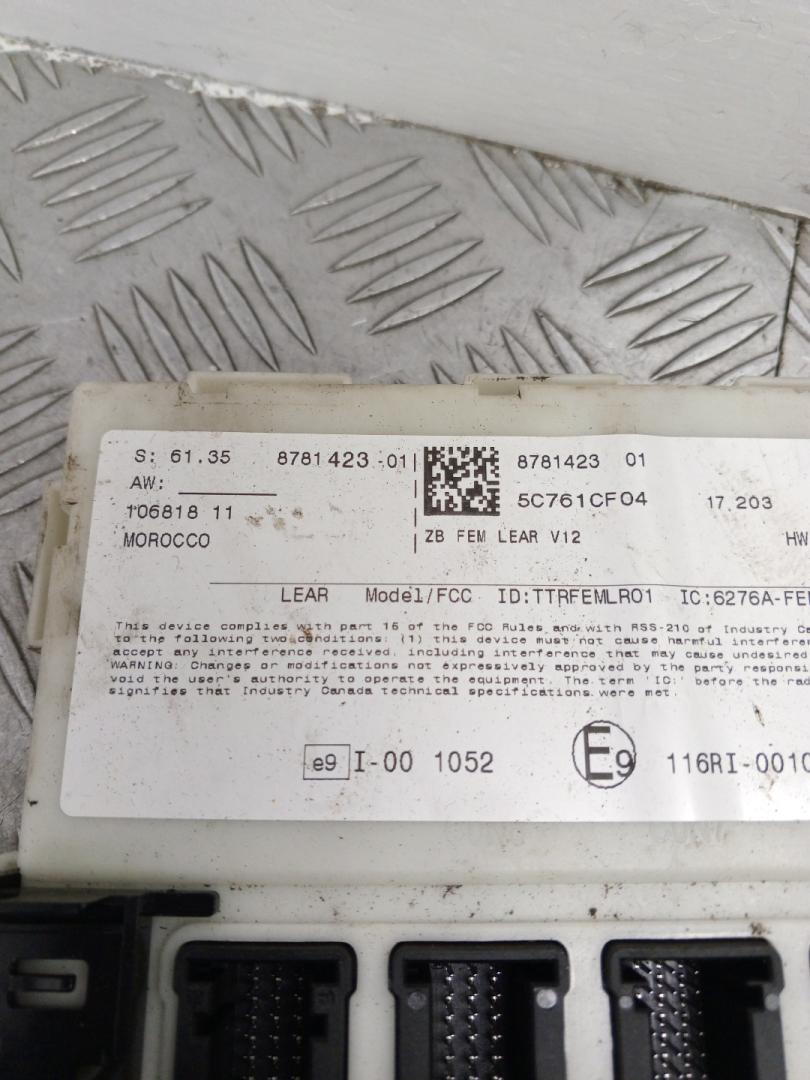 S: 61.35 8781423 01
AW:
106818 11
MOROCCO
8781423 01
5C761CF04 17.203
ZB FEM LEAR V12 HW
LEAR Model/FCC ID:TTRFEMLR01 IC:6276A-FE
This device complies with part 15 of the FCC Rules and with RSS-210 of Industry Ca
to the following two conditions: (1) this device must not cause harmful interferen
accept any interference received, including interference that may cause undesired
WARNING: Changes or modifications not expressively approved by the party responsi
void the user's authority to operate the equipment. The term 'IC:' before the rad
signifies that Industry Canada technical specifications were met.
e9 I-00 1052 E9 116RI-0010